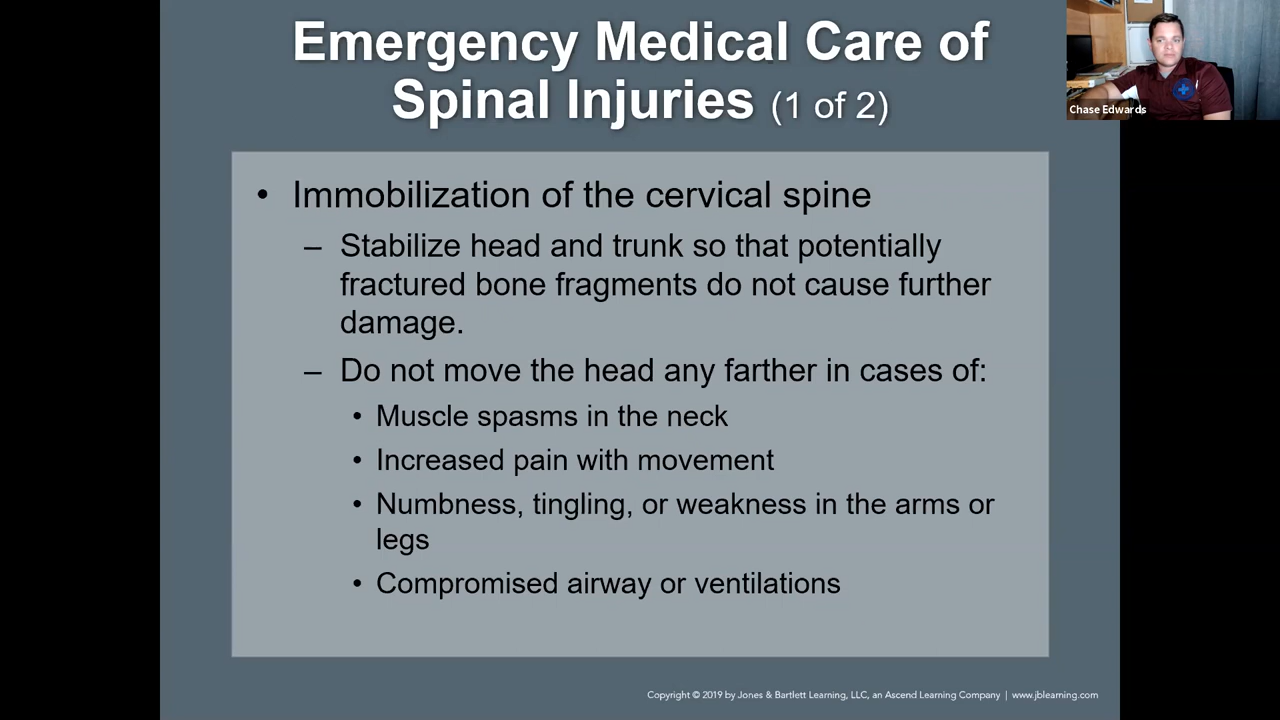 Emergency Medical Care of
Spinal Injuries (1 of 2)
Chase Edwards
• Immobilization of the cervical spine
– Stabilize head and trunk so that potentially
fractured bone fragments do not cause further
damage.
– Do not move the head any farther in cases of:
• Muscle spasms in the neck
• Increased pain with movement
• Numbness, tingling, or weakness in the arms or
legs
• Compromised airway or ventilations
Copyright © 2019 by Jones & Bartlett Learning, LLC, an Ascend Learning Company | www.jblearning.com